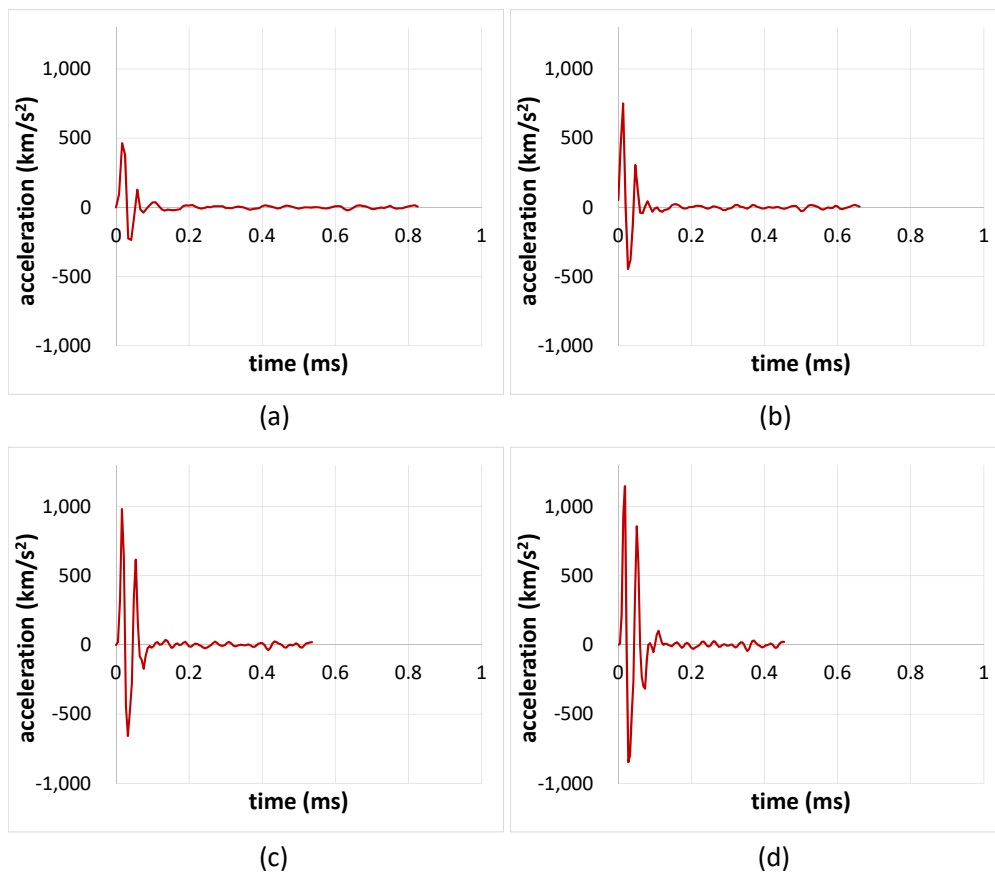 1,000
500
0
-500
-1,000
0 0.2 0.4 0.6 0.8 1
acceleration (km/s²)
time (ms)
(a)
1,000
500
0
-500
-1,000
0 0.2 0.4 0.6 0.8 1
acceleration (km/s²)
time (ms)
(b)
1,000
500
0
-500
-1,000
0 0.2 0.4 0.6 0.8 1
acceleration (km/s²)
time (ms)
(c)
1,000
500
0
-500
-1,000
0 0.2 0.4 0.6 0.8 1
acceleration (km/s²)
time (ms)
(d)